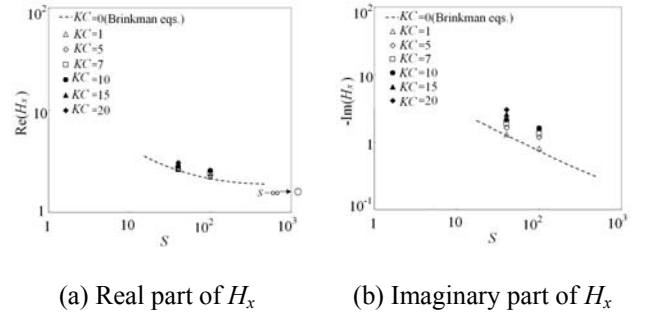 10²
10
1
Re(Hₓ)
KC=0(Brinkman eqs.)
KC=1
KC=5
KC=7
KC=10
KC=15
KC=20
S=∞
1
10
10²
10³
S
(a) Real part of Hₓ
10²
10
1
10⁻¹
-Im(Hₓ)
KC=0(Brinkman eqs.)
KC=1
KC=5
KC=7
KC=10
KC=15
KC=20
1
10
10²
10³
S
(b) Imaginary part of Hₓ